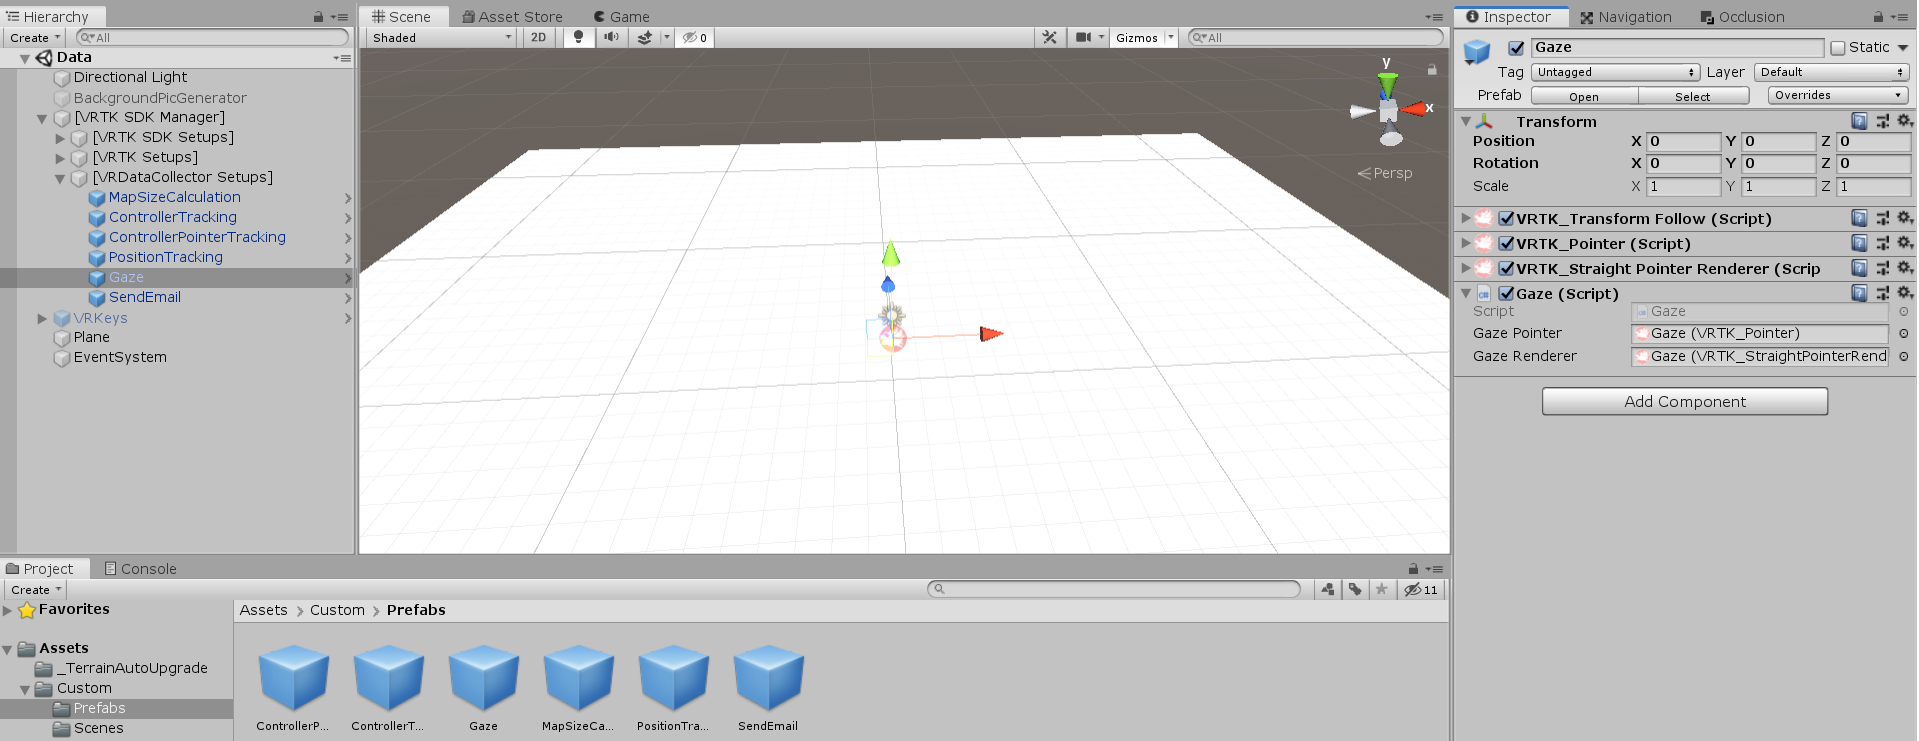 Hierarchy
Create
All
Data
Directional Light
BackgroundPicGenerator
[VRTK SDK Manager]
[VRTK SDK Setups]
[VRTK Setups]
[VRDataCollector Setups]
MapSizeCalculation
ControllerTracking
ControllerPointerTracking
PositionTracking
Gaze
SendEmail
VRKeys
Plane
EventSystem
Scene
Asset Store
Game
Shaded
2D
0
Gizmos
All
y
x
Persp
Inspector
Navigation
Occlusion
Gaze
Static
Tag Untagged Layer Default
Prefab Open Select Overrides
Transform
Position X 0 Y 0 Z 0
Rotation X 0 Y 0 Z 0
Scale X 1 Y 1 Z 1
VRTK_Transform Follow (Script)
VRTK_Pointer (Script)
VRTK_Straight Pointer Renderer (Scrip
Gaze (Script)
Script Gaze
Gaze Pointer Gaze (VRTK_Pointer)
Gaze Renderer Gaze (VRTK_StraightPointerRend
Add Component
Project
Console
Create
11
Favorites
Assets
_TerrainAutoUpgrade
Custom
Prefabs
Scenes
Assets > Custom > Prefabs
ControllerP...
ControllerT...
Gaze
MapSizeCa...
PositionTra...
SendEmail